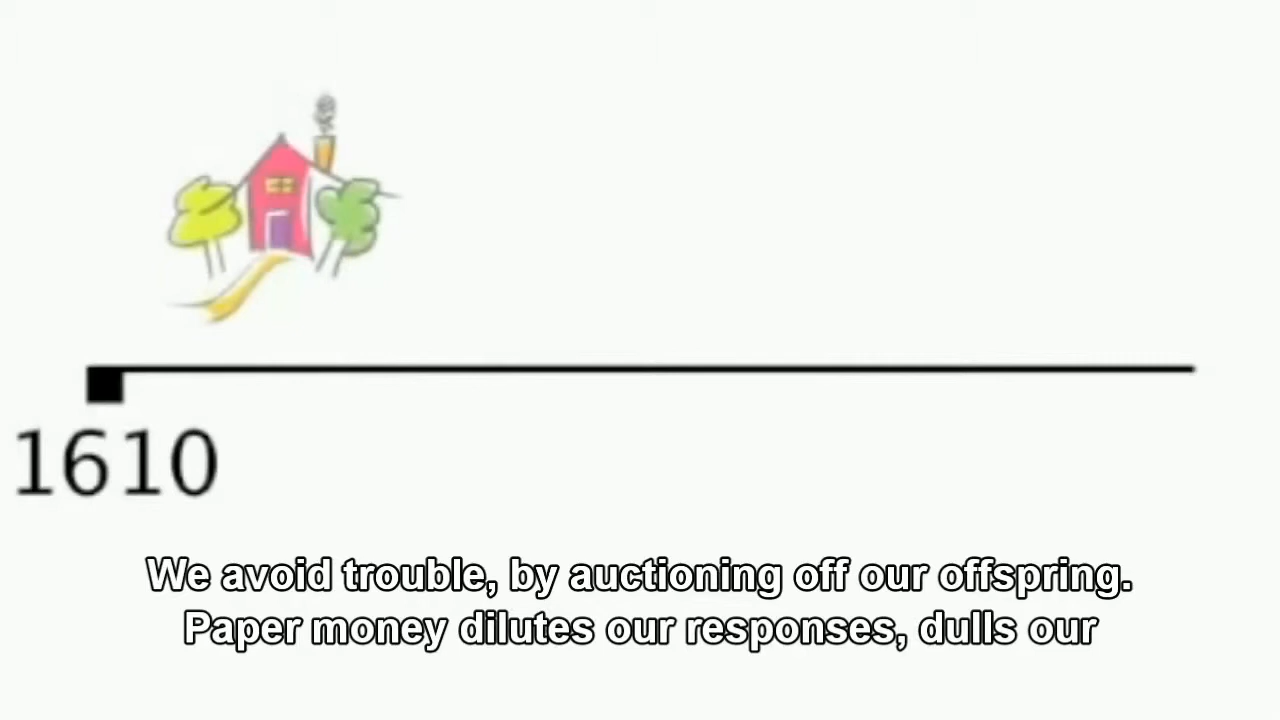 1610
We avoid trouble, by auctioning off our offspring.
Paper money dilutes our responses, dulls our